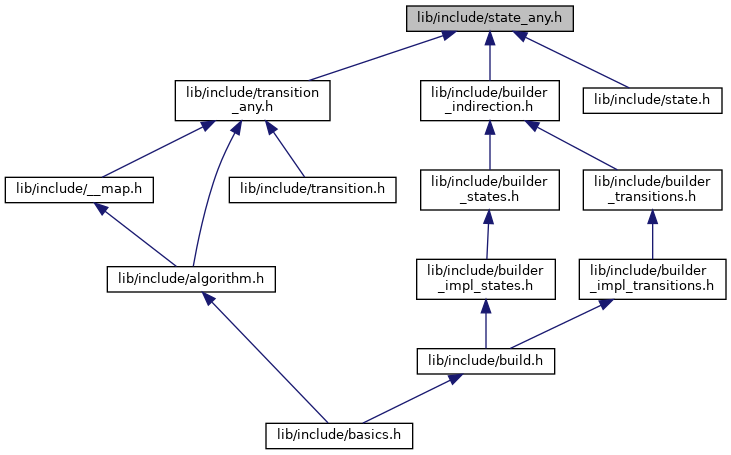 lib/include/state_any.h
lib/include/transition
_any.h
lib/include/builder
_indirection.h
lib/include/state.h
lib/include/__map.h
lib/include/transition.h
lib/include/builder
_states.h
lib/include/builder
_transitions.h
lib/include/algorithm.h
lib/include/builder
_impl_states.h
lib/include/builder
_impl_transitions.h
lib/include/build.h
lib/include/basics.h